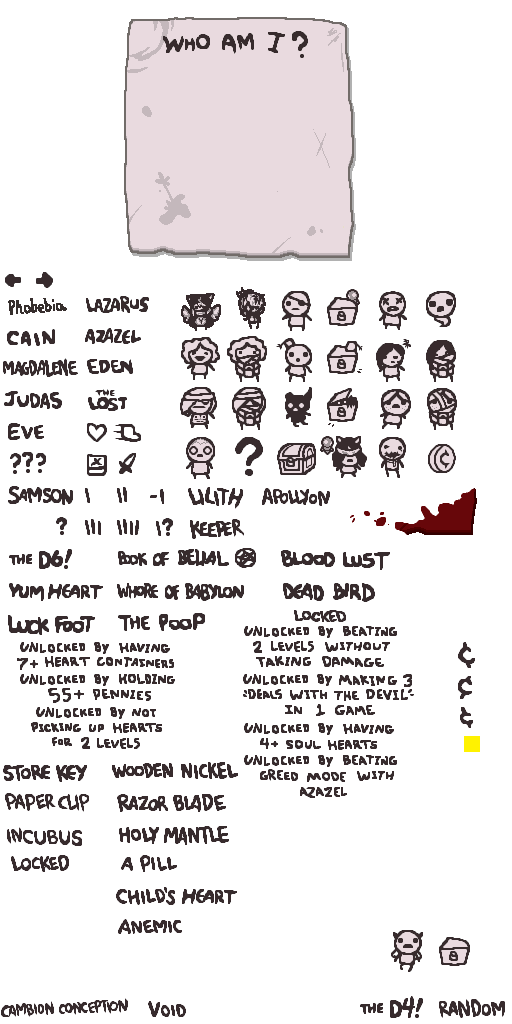 WHO AM I?
Phobebia LAZARUS
CAIN AZAZEL
MAGDALENE EDEN
JUDAS THE LOST
EVE
??? ?
SAMSON I II -1 LILITH APOLLYON
? III IIII 1? KEEPER
THE D6! BOOK OF BELIAL BLOOD LUST
YUM HEART WHORE OF BABYLON DEAD BIRD
LUCK FOOT THE POOP
LOCKED
UNLOCKED BY HAVING
7+ HEART CONTAINERS
UNLOCKED BY HOLDING
55+ PENNIES
UNLOCKED BY NOT
PICKING UP HEARTS
FOR 2 LEVELS
UNLOCKED BY BEATING
2 LEVELS WITHOUT
TAKING DAMAGE
UNLOCKED BY MAKING 3
"DEALS WITH THE DEVIL"
IN 1 GAME
UNLOCKED BY HAVING
4+ SOUL HEARTS
UNLOCKED BY BEATING
GREED MODE WITH
AZAZEL
¢
¢
¢
STORE KEY WOODEN NICKEL
PAPER CLIP RAZOR BLADE
INCUBUS HOLY MANTLE
LOCKED A PILL
CHILD'S HEART
ANEMIC
CAMBION CONCEPTION VOID THE D4! RANDOM